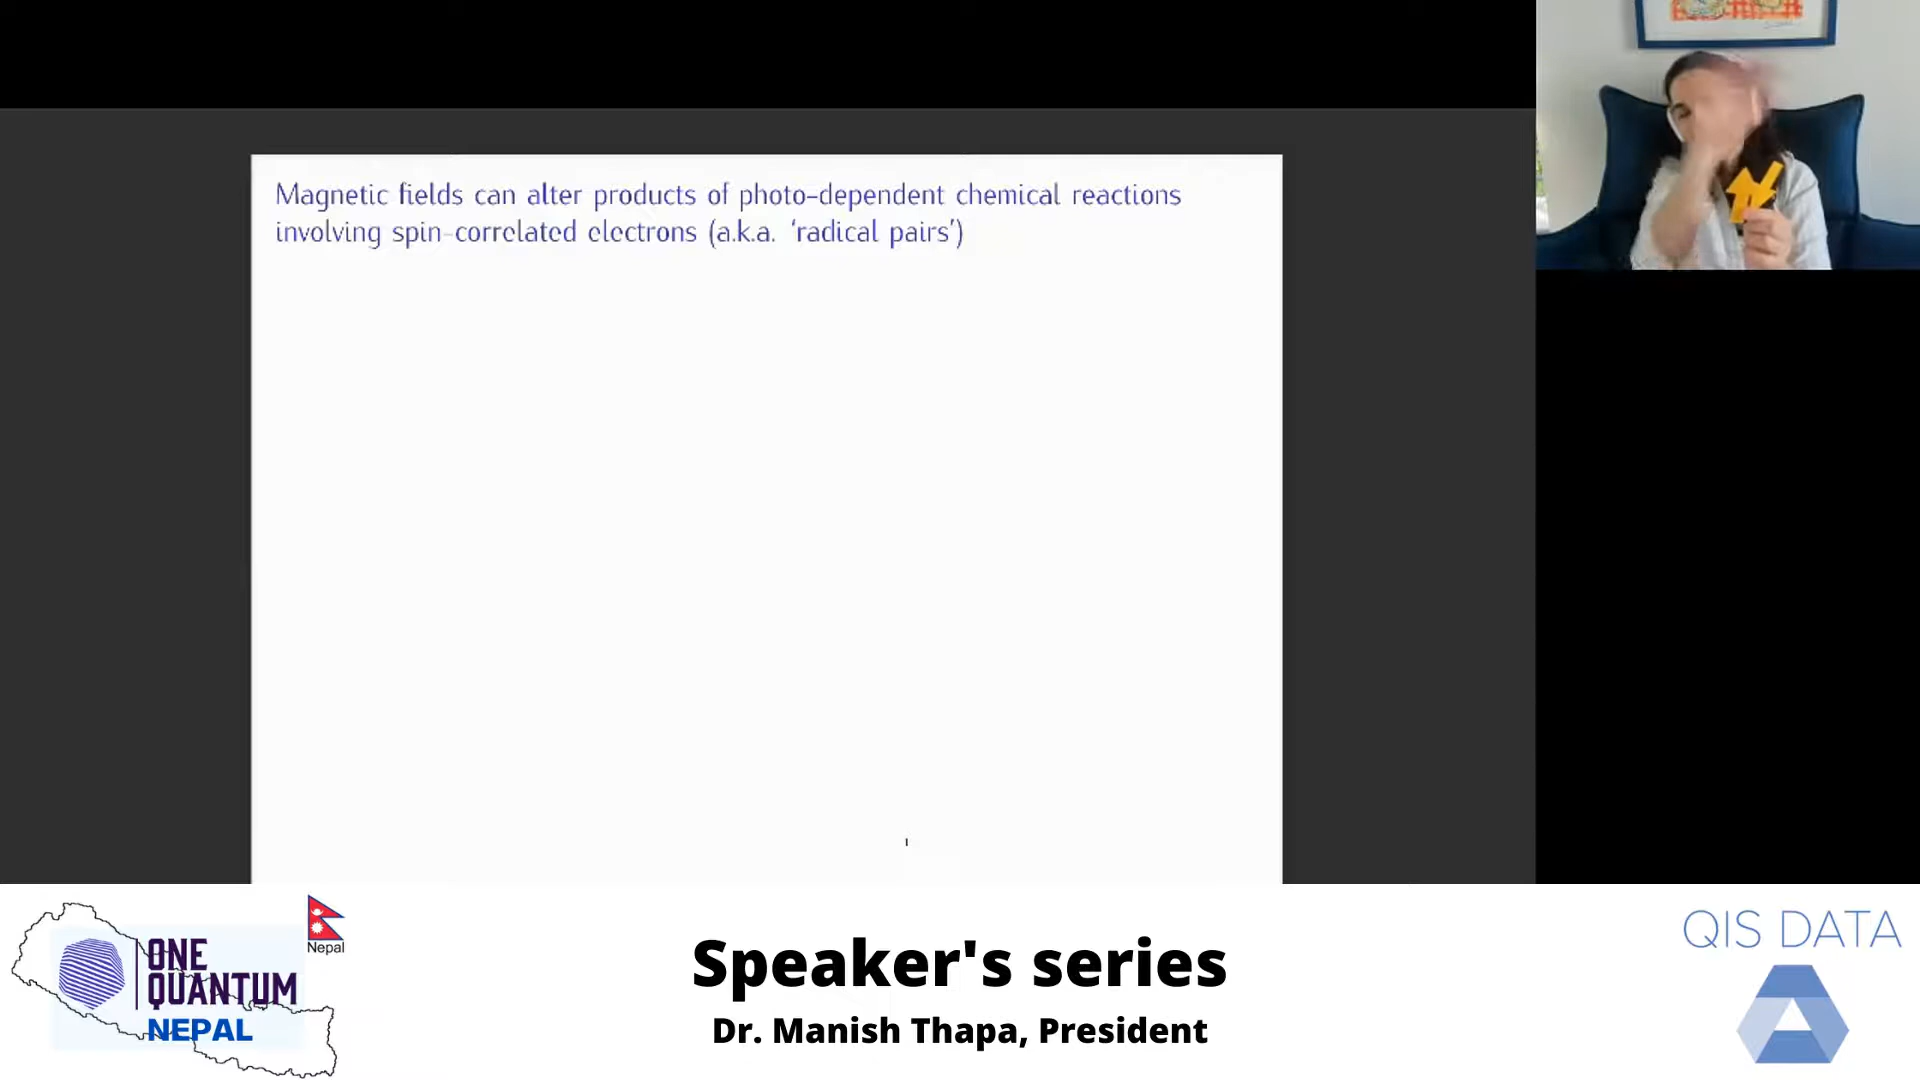 Magnetic fields can alter products of photo-dependent chemical reactions
involving spin-correlated electrons (a.k.a. ‘radical pairs’)
Nepal
ONE
QUANTUM
NEPAL
Speaker's series
Dr. Manish Thapa, President
QIS DATA